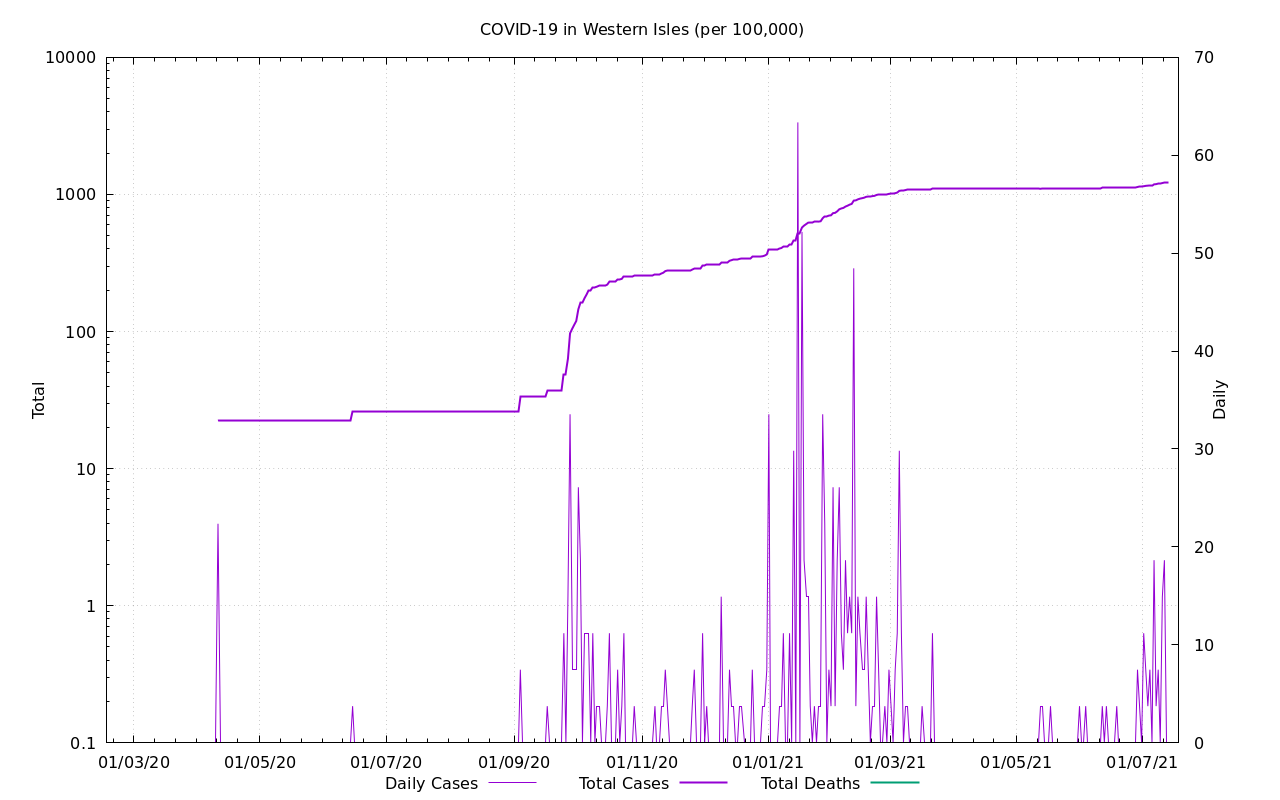 COVID-19 in Western Isles (per 100,000)
10000
1000
100
10
1
0.1
Total
70
60
50
40
30
20
10
0
Daily
01/03/20 01/05/20 01/07/20 01/09/20 01/11/20 01/01/21 01/03/21 01/05/21 01/07/21
Daily Cases Total Cases Total Deaths